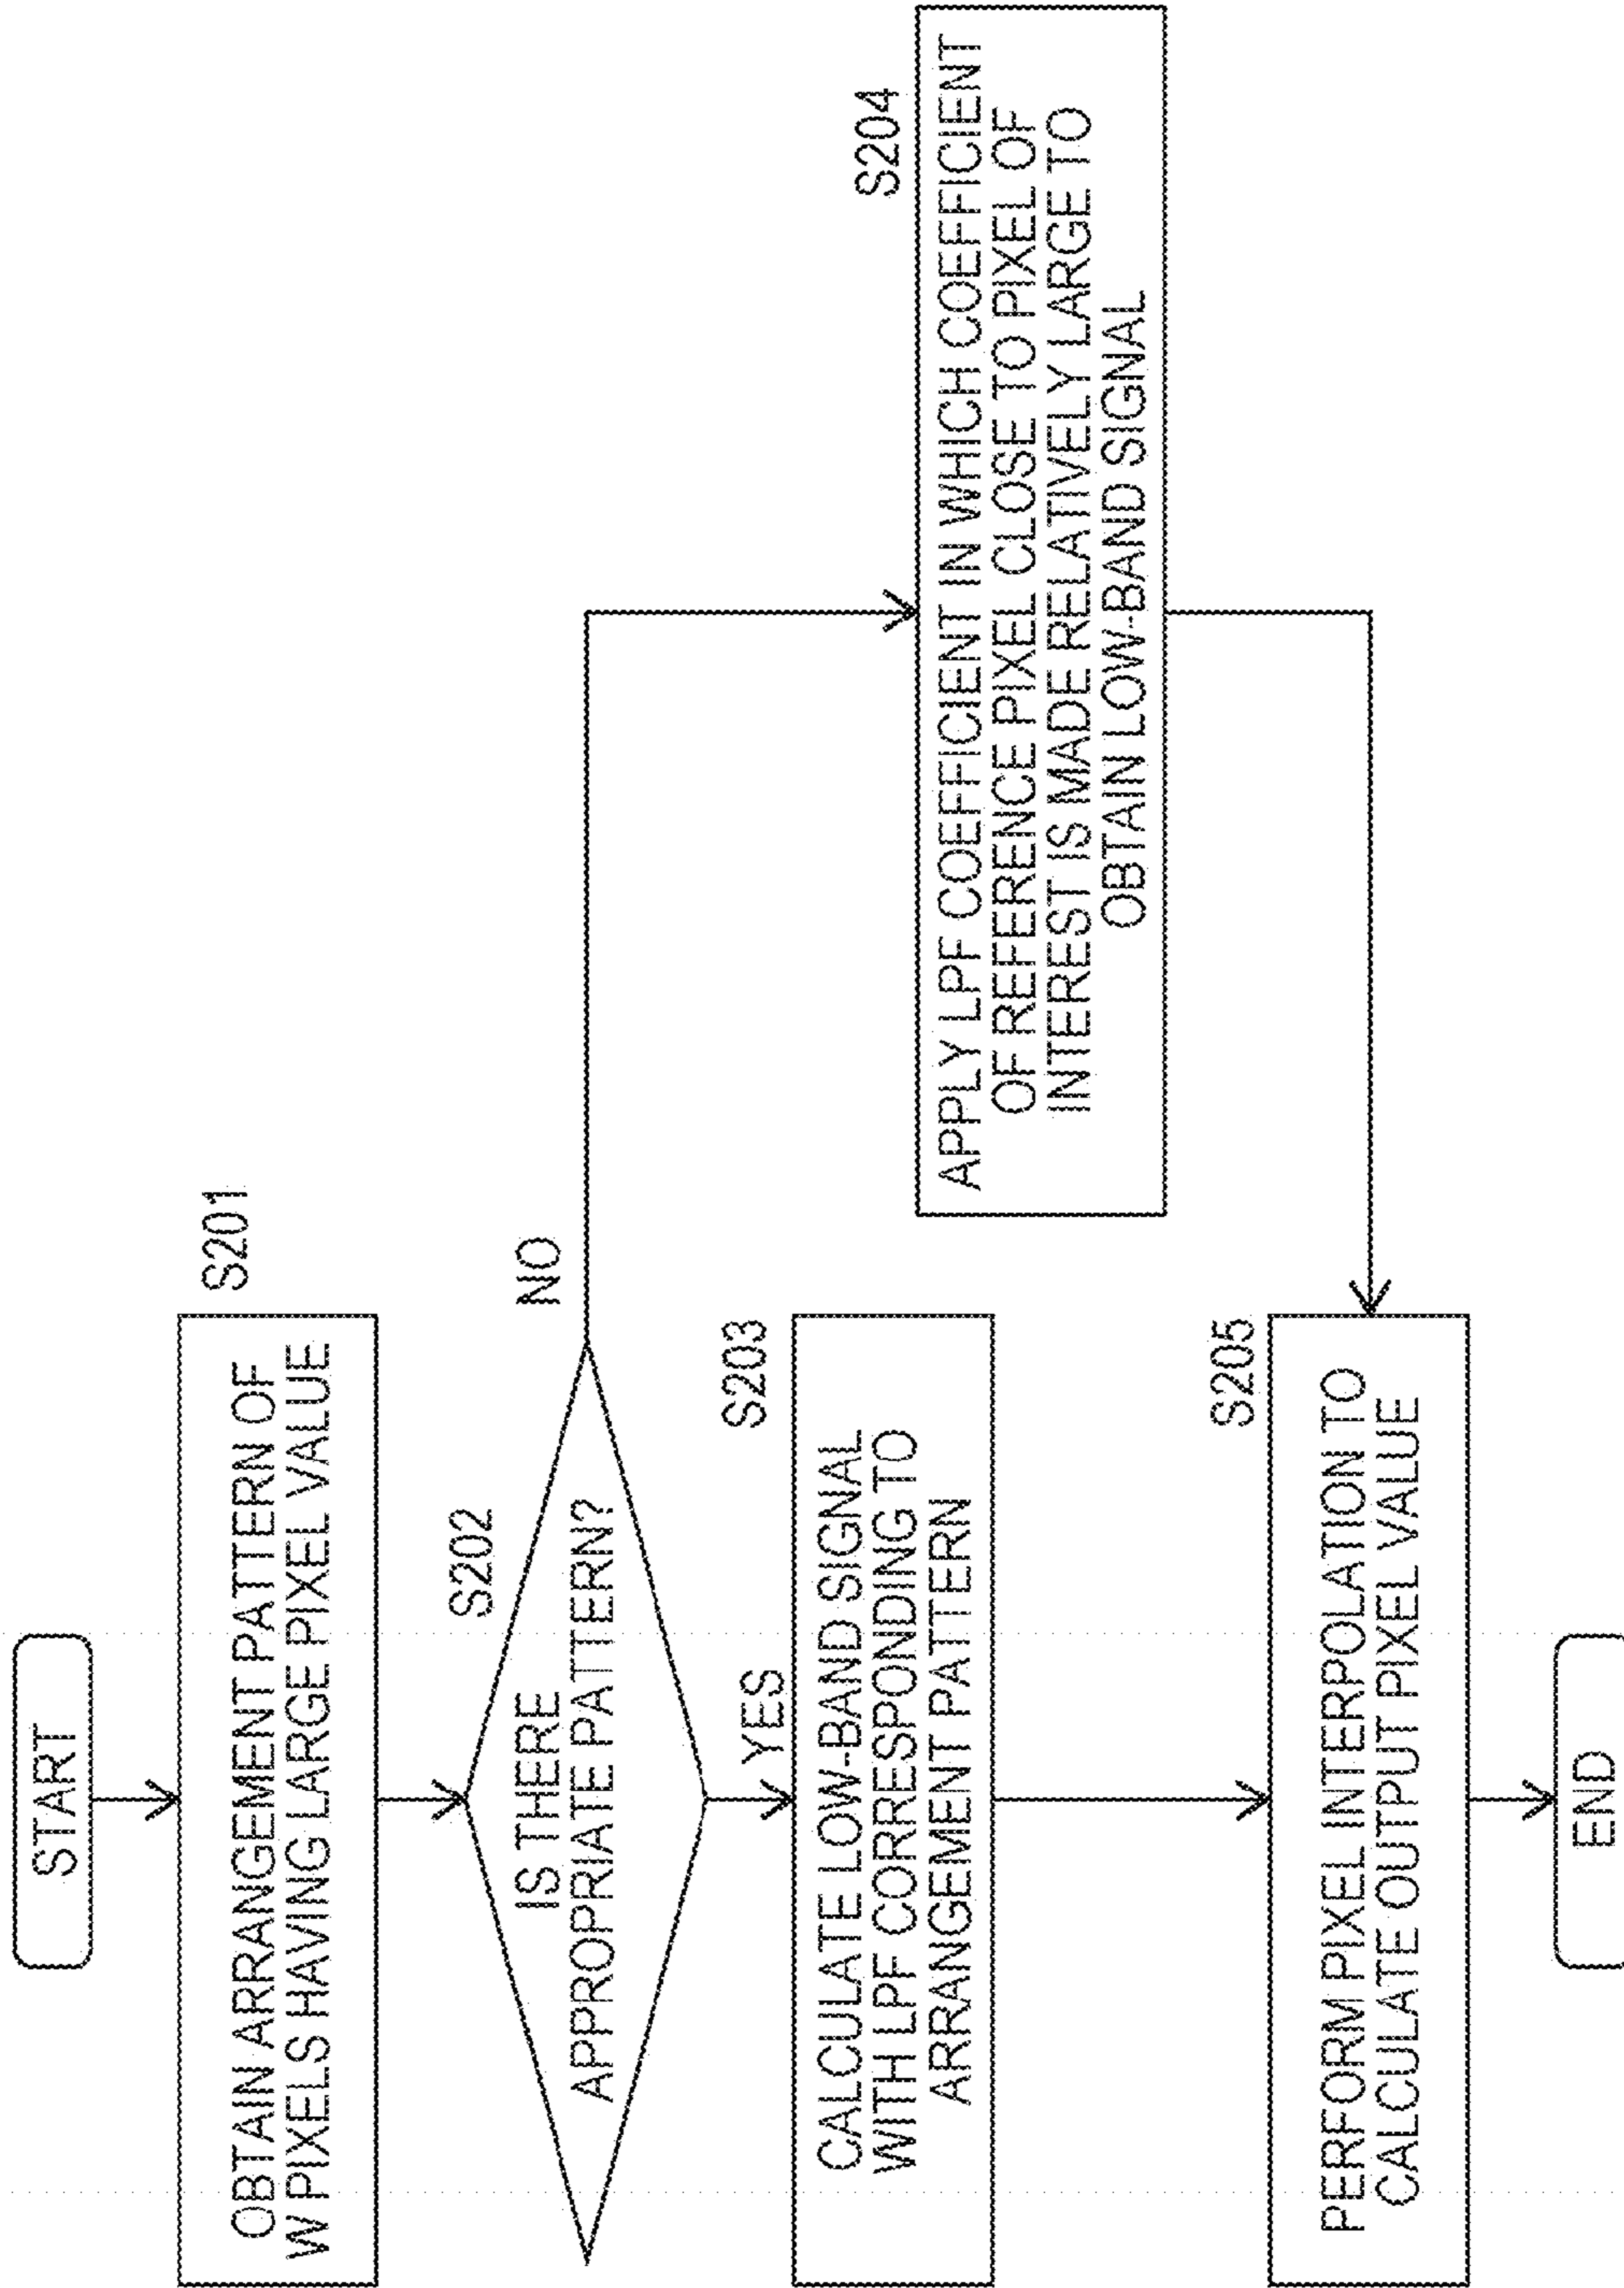 START
S201
OBTAIN ARRANGEMENT PATTERN OF
W PIXELS HAVING LARGE PIXEL VALUE
S202
IS THERE
APPROPRIATE PATTERN?
NO
YES
S203
CALCULATE LOW-BAND SIGNAL
WITH LPF CORRESPONDING TO
ARRANGEMENT PATTERN
S204
APPLY LPF COEFFICIENT IN WHICH COEFFICIENT
OF REFERENCE PIXEL CLOSE TO PIXEL OF
INTEREST IS MADE RELATIVELY LARGE TO
OBTAIN LOW-BAND SIGNAL
S205
PERFORM PIXEL INTERPOLATION TO
CALCULATE OUTPUT PIXEL VALUE
END